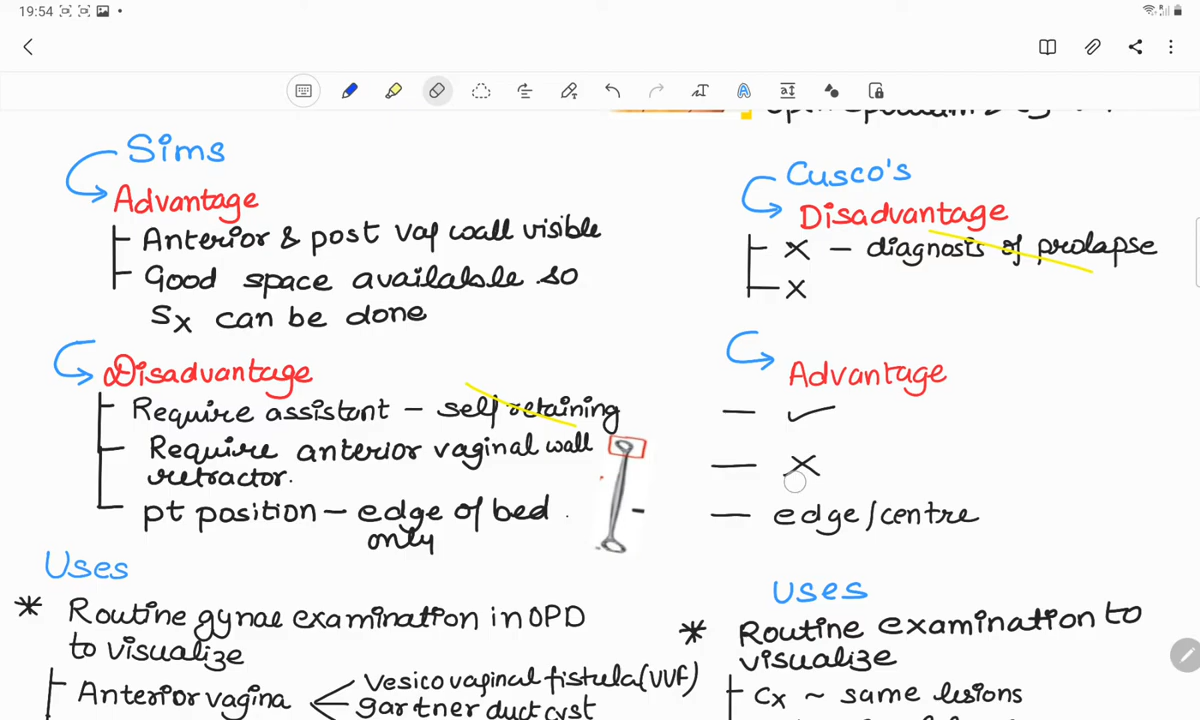 19:54
Sims
Advantage
Anterior & post vag wall visible
Good space available so
Sx can be done
Disadvantage
Require assistant - self retaining
Require anterior vaginal wall
retractor.
pt position - edge of bed
only
Uses
* Routine gynae examination in OPD
to visualize
Anterior vagina
Vesico vaginal fistula (VVF)
gartner duct cyst
Cusco's
Disadvantage
X - diagnosis of prolapse
X
Advantage
- ✓
- X
- edge/centre
Uses
* Routine examination to
visualize
Cx ~ same lesions